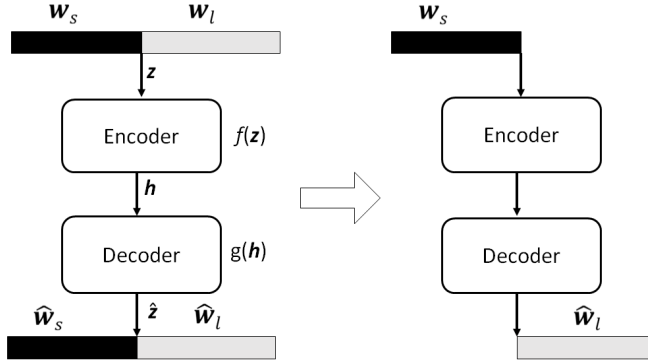 w_s w_l
z
Encoder f(z)
h
Decoder g(h)
ŵ_s ẑ ŵ_l
w_s
Encoder
Decoder
ŵ_l